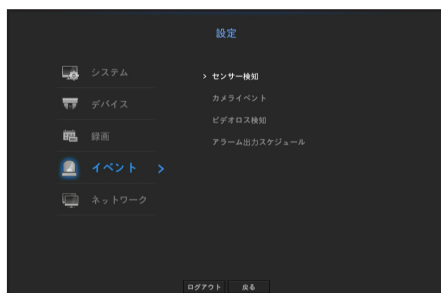 設定
システム
デバイス
録画
イベント
ネットワーク
センサー検知
カメライベント
ビデオロス検知
アラーム出力スケジュール
ログアウト 戻る